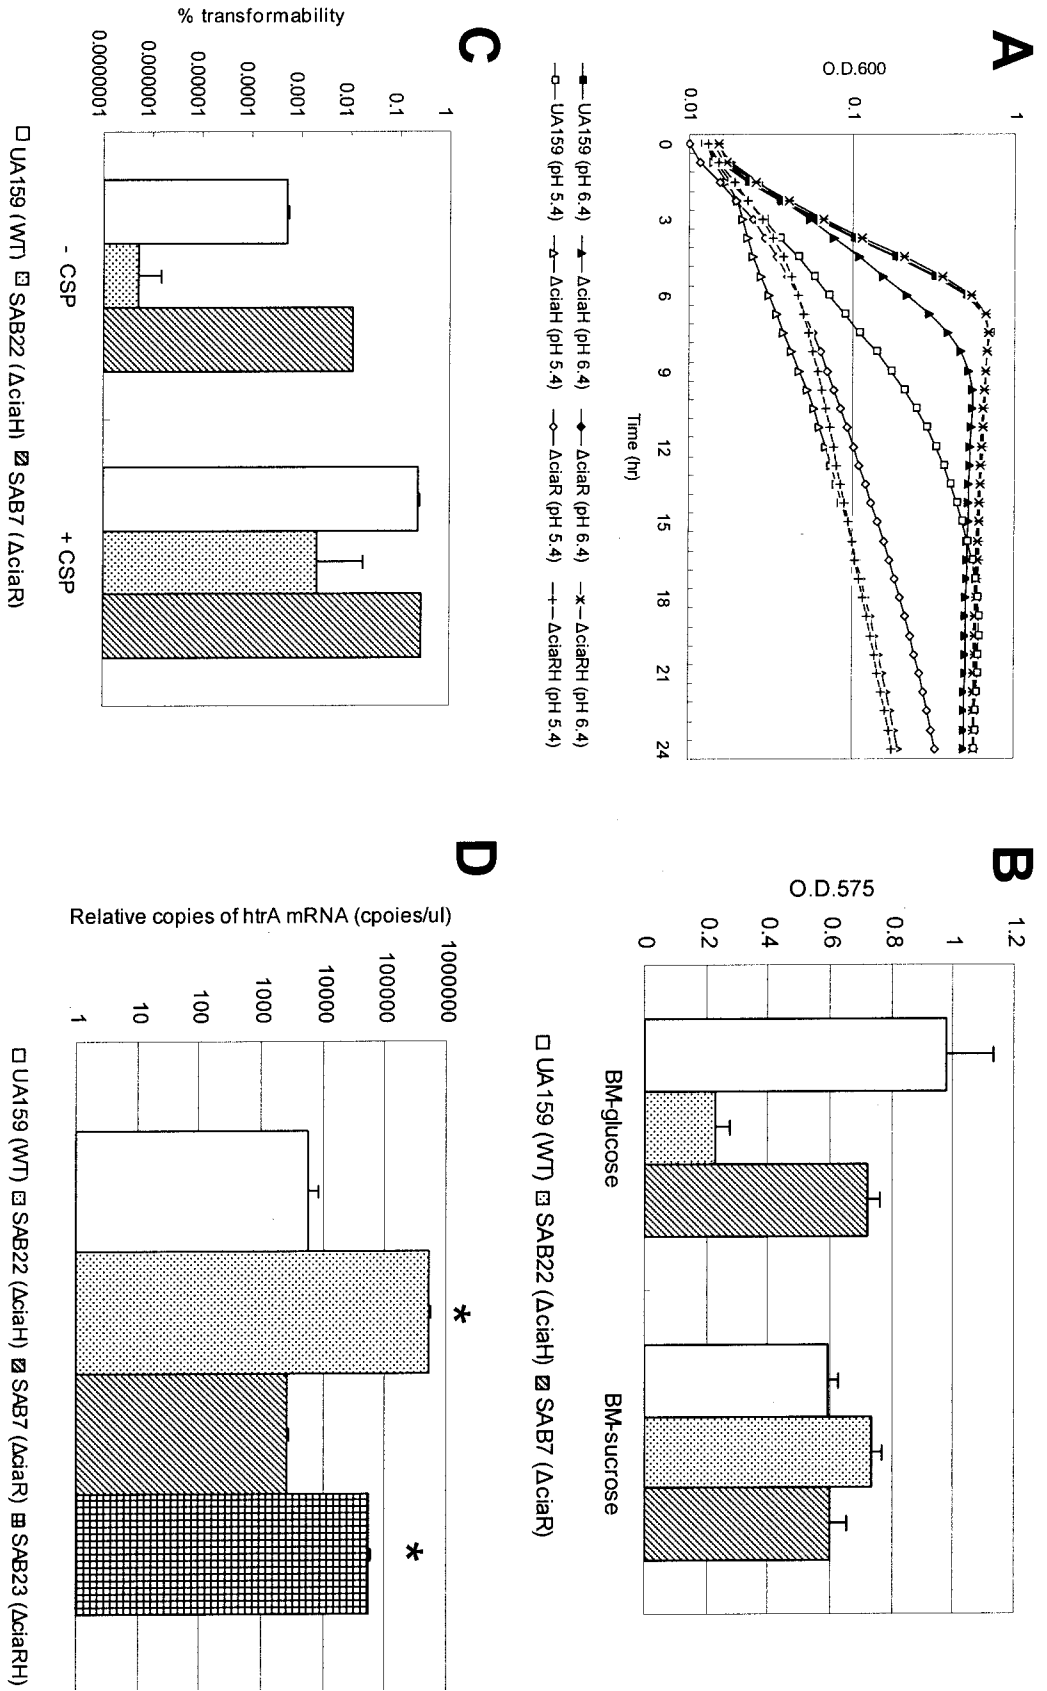 A
O.D.600
1
0.1
0.01
0 3 6 9 12 15 18 21 24
Time (hr)
UA159 (pH 6.4) ΔciaH (pH 6.4) ΔciaR (pH 6.4) ΔciaRH (pH 6.4)
UA159 (pH 5.4) ΔciaH (pH 5.4) ΔciaR (pH 5.4) ΔciaRH (pH 5.4)
B
O.D.575
1.2
1
0.8
0.6
0.4
0.2
0
BM-glucose BM-sucrose
UA159 (WT) SAB22 (ΔciaH) SAB7 (ΔciaR)
C
% transformability
1
0.1
0.01
0.001
0.0001
0.00001
0.000001
0.0000001
- CSP + CSP
UA159 (WT) SAB22 (ΔciaH) SAB7 (ΔciaR)
D
Relative copies of htrA mRNA (cpoies/ul)
1000000
100000
10000
1000
100
10
1
*
*
UA159 (WT) SAB22 (ΔciaH) SAB7 (ΔciaR) SAB23 (ΔciaRH)